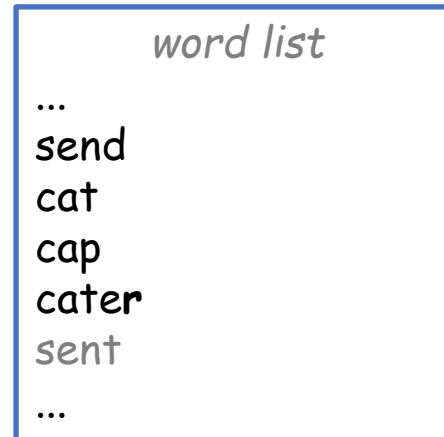 word list
...
send
cat
cap
cater
sent
...